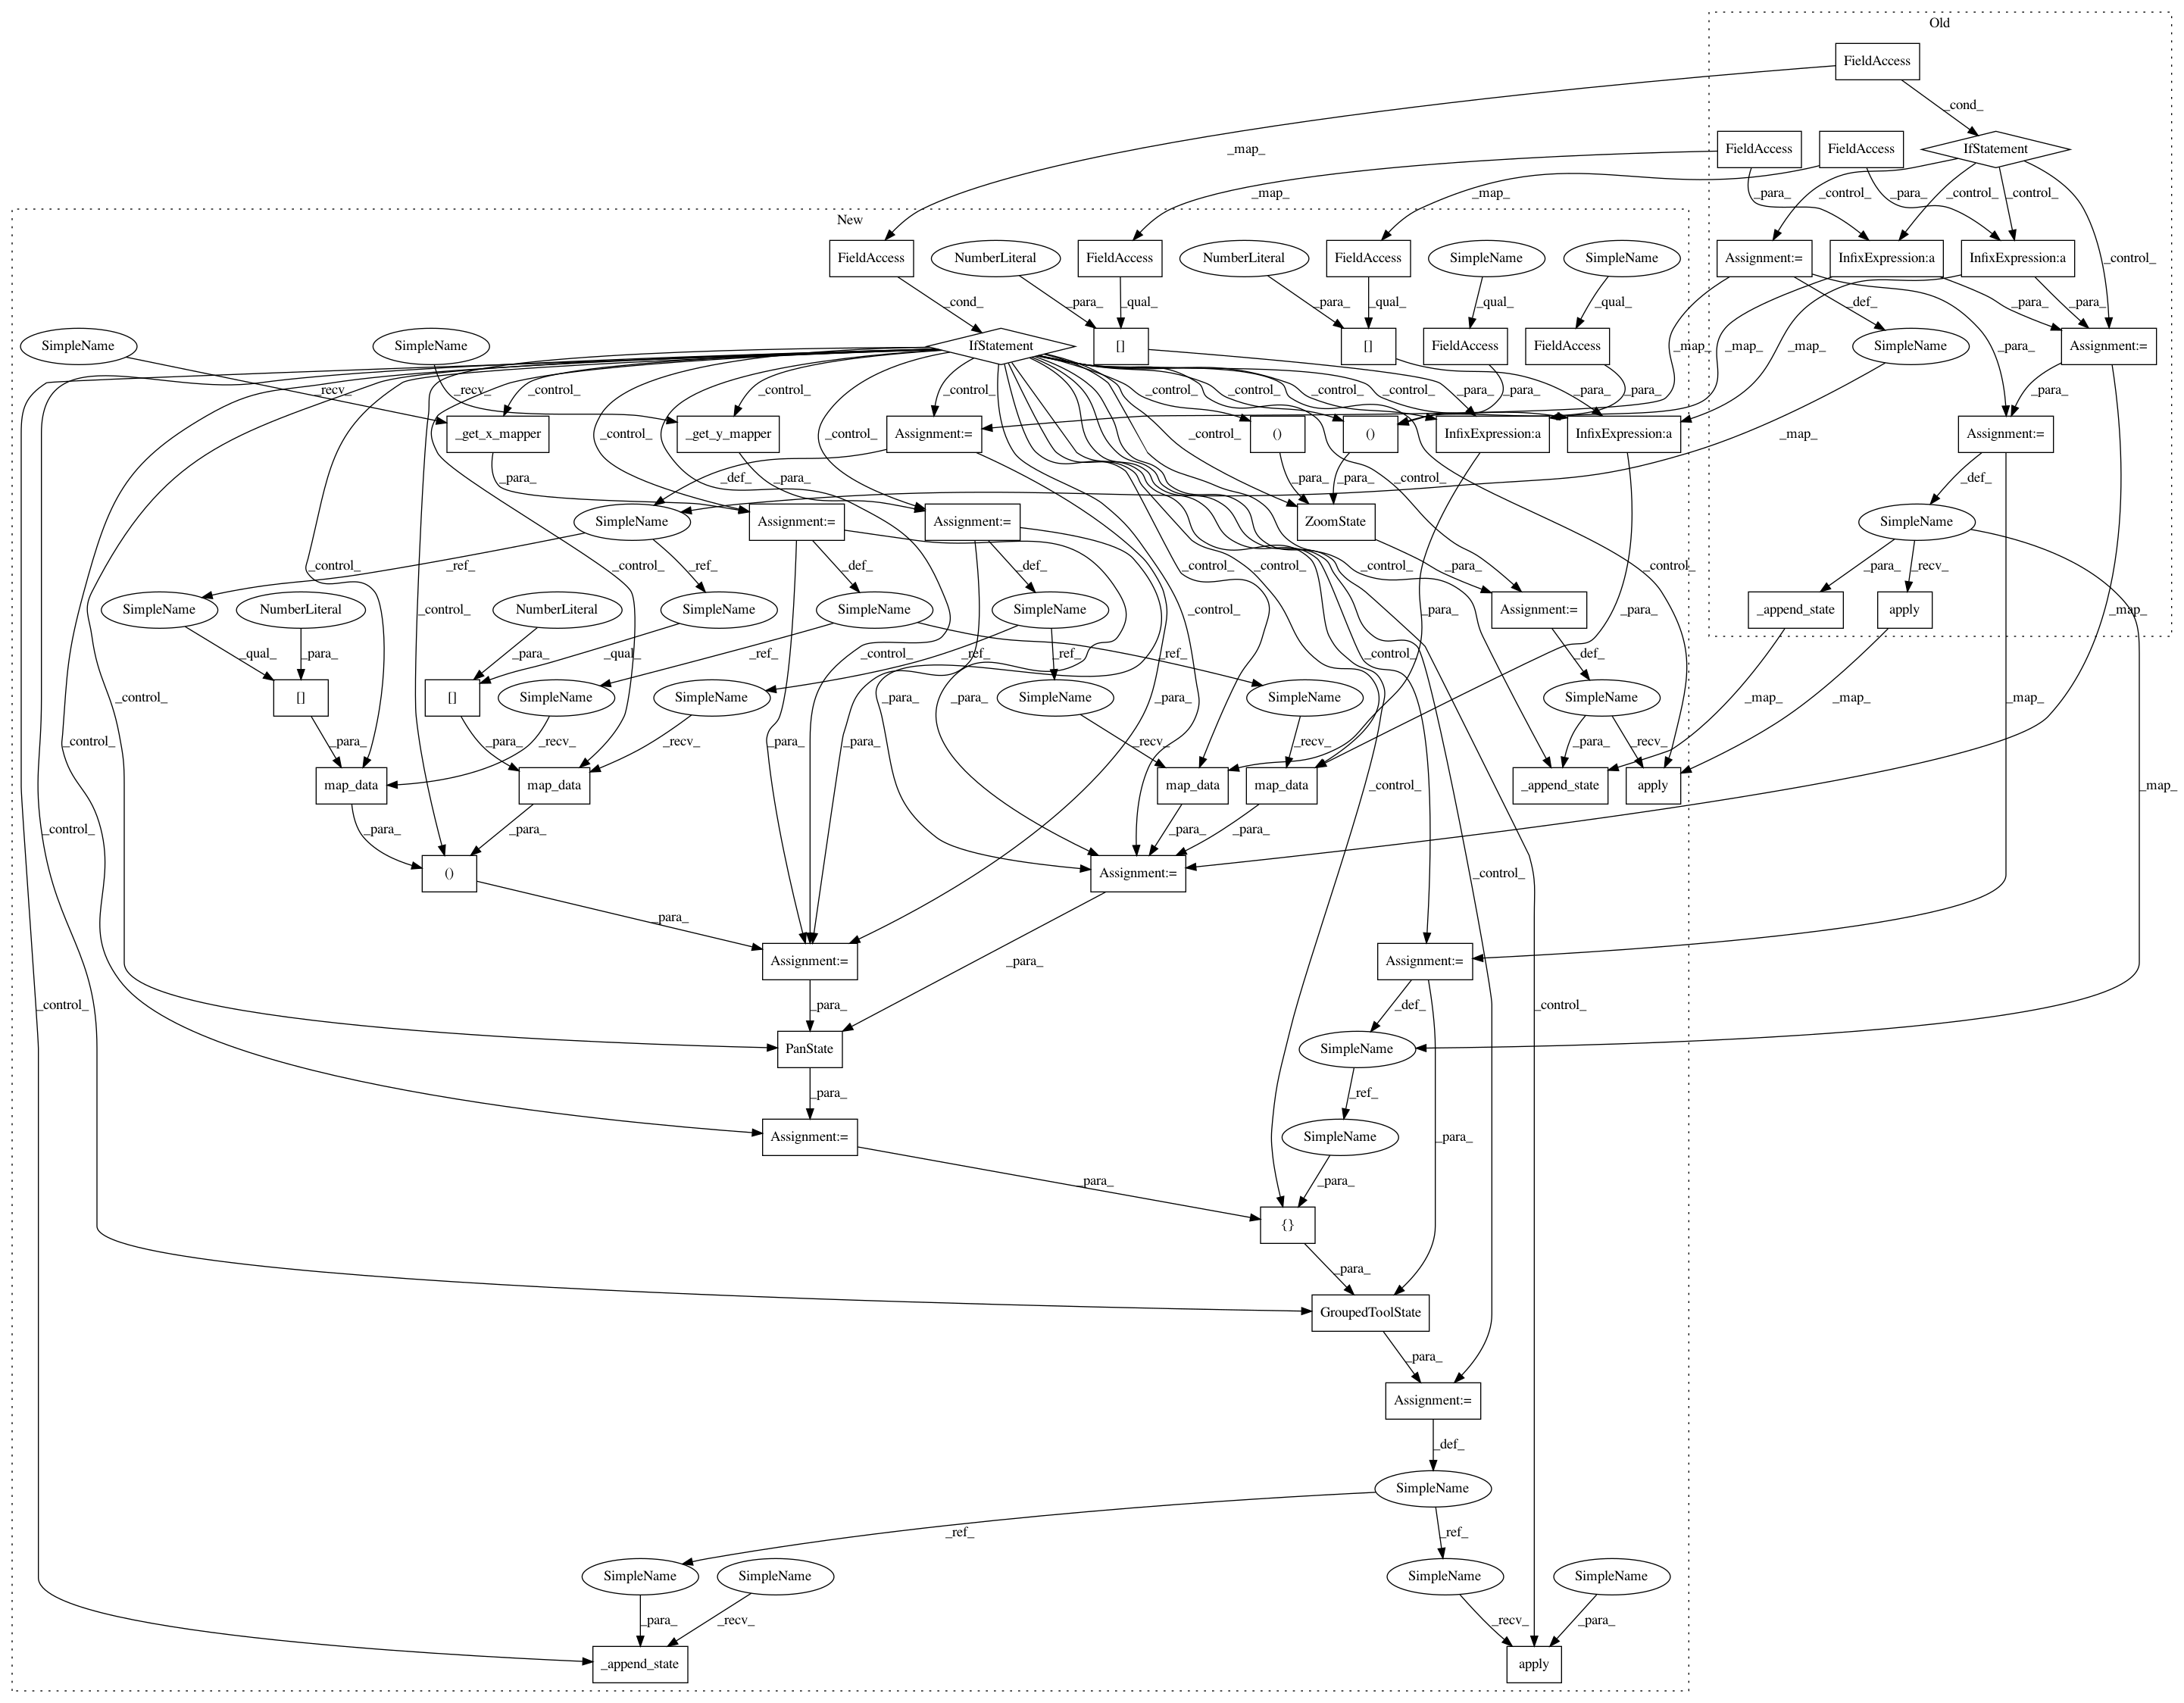 Old
FieldAccess
_cond_
_map_
FieldAccess
FieldAccess
IfStatement
_para_
_para_
_control_
_control_
_control_
_map_
_map_
_control_
New
FieldAccess
NumberLiteral
FieldAccess
NumberLiteral
FieldAccess
SimpleName
SimpleName
Assignment:=
InfixExpression:a
InfixExpression:a
_cond_
_para_
_qual_
_para_
_qual_
_qual_
_qual_
_def_
_para_
_para_
SimpleName
SimpleName
IfStatement
[]
[]
FieldAccess
FieldAccess
_map_
_map_
_map_
SimpleName
_para_
Assignment:=
_recv_
_control_
_recv_
_control_
_control_
_control_
_control_
_control_
_control_
_para_
_para_
_para_
_para_
_para_
_get_x_mapper
_control_
_get_y_mapper
_control_
Assignment:=
_control_
()
()
InfixExpression:a
InfixExpression:a
_map_
Assignment:=
_para_
_def_
_para_
_para_
_para_
_control_
_def_
SimpleName
Assignment:=
Assignment:=
ZoomState
SimpleName
_control_
_ref_
_control_
_ref_
_def_
_def_
_control_
_control_
_control_
_para_
_control_
_para_
_recv_
SimpleName
NumberLiteral
NumberLiteral
SimpleName
SimpleName
SimpleName
_control_
_para_
_para_
Assignment:=
_append_state
apply
_map_
_qual_
_para_
_para_
_qual_
_ref_
_control_
_ref_
_ref_
_ref_
_control_
_def_
[]
[]
SimpleName
SimpleName
SimpleName
SimpleName
SimpleName
_control_
_para_
_para_
_para_
_map_
_map_
_map_
_control_
_para_
_recv_
_para_
_recv_
_para_
_para_
_recv_
_recv_
_para_
_recv_
map_data
map_data
map_data
map_data
_control_
_append_state
apply
_map_
_control_
_para_
_para_
_para_
_para_
()
Assignment:=
_control_
_para_
Assignment:=
_para_
Assignment:=
_control_
_para_
_def_
_control_
PanState
SimpleName
_para_
_ref_
Assignment:=
SimpleName
_para_
_para_
_para_
{}
_para_
GroupedToolState
_para_
Assignment:=
_def_
SimpleName
_ref_
_ref_
SimpleName
SimpleName
SimpleName
SimpleName
_para_
_recv_
_recv_
_para_
_append_state
apply